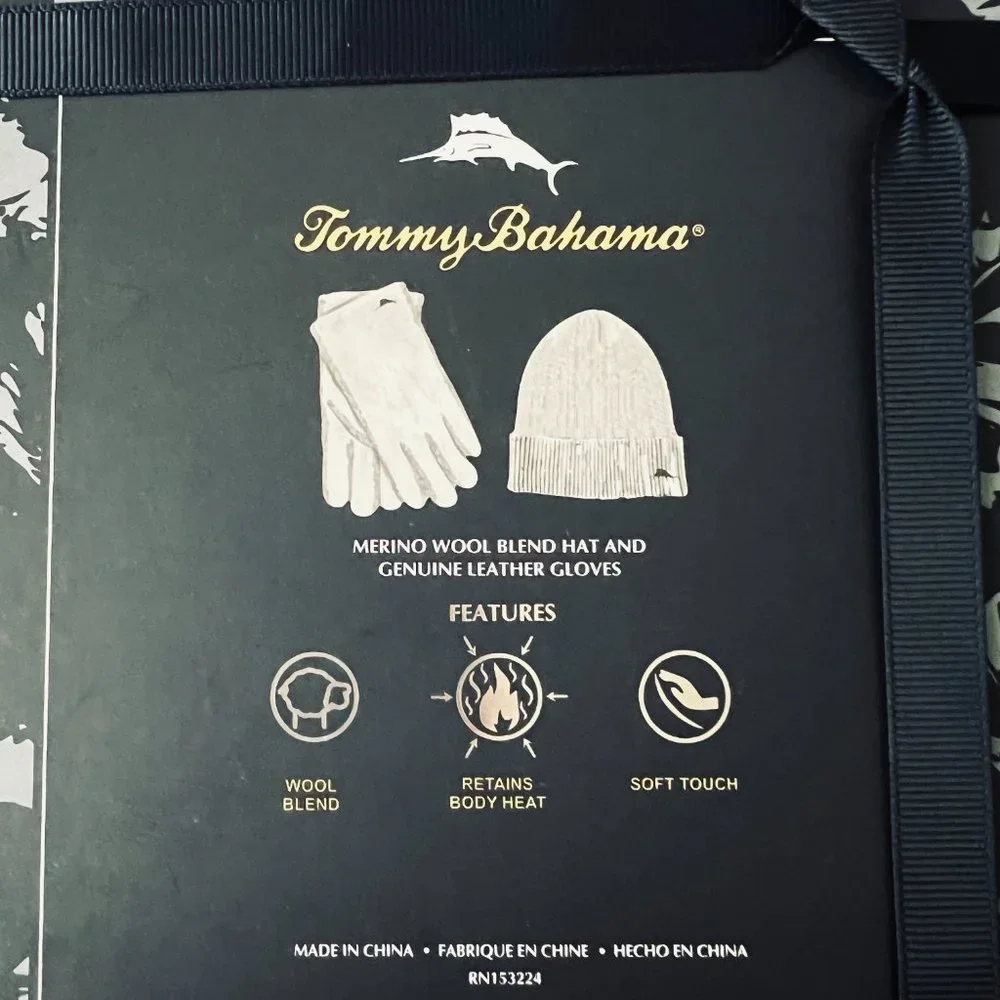 Tommy Bahama®
MERINO WOOL BLEND HAT AND
GENUINE LEATHER GLOVES
FEATURES
WOOL
BLEND
RETAINS
BODY HEAT
SOFT TOUCH
MADE IN CHINA • FABRIQUE EN CHINE • HECHO EN CHINA
RN153224